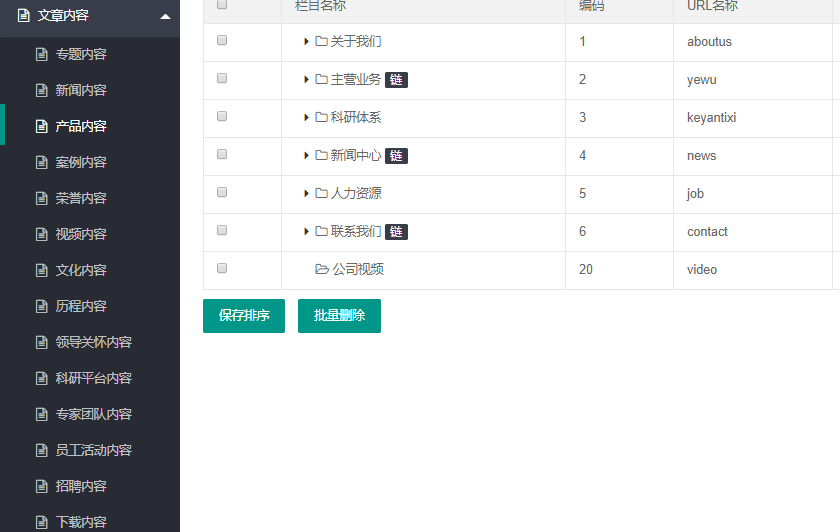 文章内容
专题内容
新闻内容
产品内容
案例内容
荣誉内容
视频内容
文化内容
历程内容
领导关怀内容
科研平台内容
专家团队内容
员工活动内容
招聘内容
下载内容
栏目名称 编码 URL名称
关于我们 1 aboutus
主营业务 链 2 yewu
科研体系 3 keyantixi
新闻中心 链 4 news
人力资源 5 job
联系我们 链 6 contact
公司视频 20 video
保存排序 批量删除